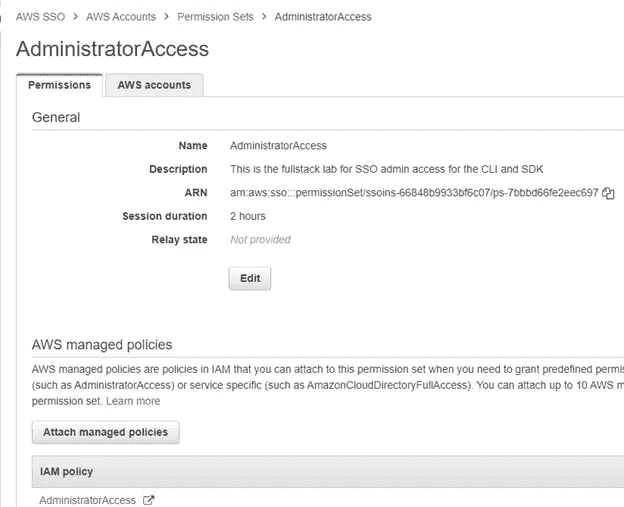 AWS SSO > AWS Accounts > Permission Sets > AdministratorAccess
AdministratorAccess
Permissions AWS accounts
General
Name AdministratorAccess
Description This is the fullstack lab for SSO admin access for the CLI and SDK
ARN arn:aws:sso:::permissionSet/ssoins-66848b9933bf6c07/ps-7bbbd66fe2eec697
Session duration 2 hours
Relay state Not provided
Edit
AWS managed policies
AWS managed policies are policies in IAM that you can attach to this permission set when you need to grant predefined permis
(such as AdministratorAccess) or service specific (such as AmazonCloudDirectoryFullAccess). You can attach up to 10 AWS m
permission set. Learn more
Attach managed policies
IAM policy
AdministratorAccess